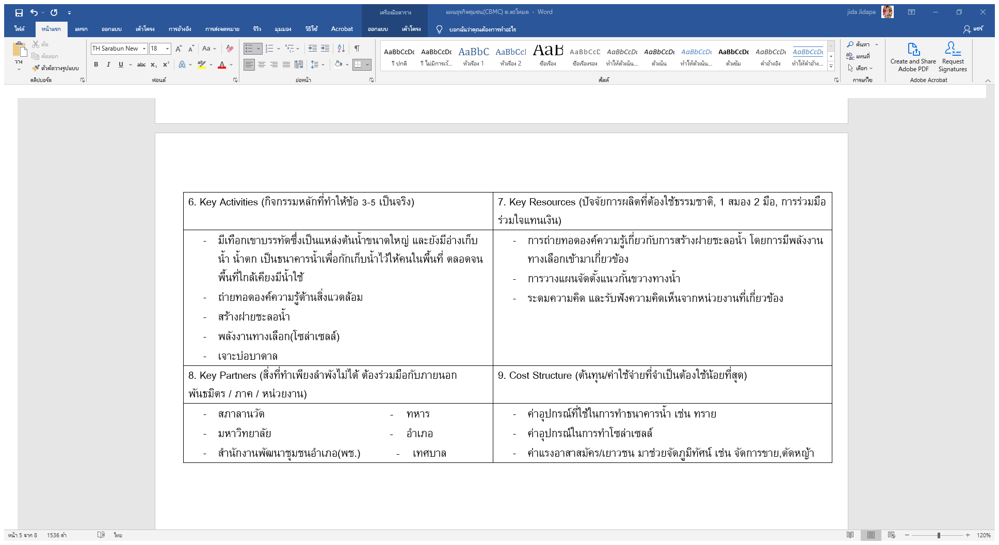 เครื่องมือตาราง
แผนธุรกิจชุมชน(CBMC) ต.ตะโหมด - Word
jida Jidapa
ไฟล์ หน้าแรก แทรก ออกแบบ เค้าโครง การอ้างอิง การส่งจดหมาย รีวิว มุมมอง วิธีใช้ Acrobat ออกแบบ เค้าโครง บอกฉันว่าคุณต้องการทำอะไร แชร์
วาง
ตัด
คัดลอก
ตัวคัดวางรูปแบบ
คลิปบอร์ด
TH Sarabun New 18
ฟอนต์
ย่อหน้า
AaBbCcDc AaBbCcDc AaBbC AaBbCcI AaB AaBbCcD AaBbCcDc AaBbCcDc AaBbCcDc AaBbCcDc AaBbCcDc AaBbCcDc
¶ ปกติ ¶ ไม่มีการเว้... หัวเรื่อง 1 หัวเรื่อง 2 ชื่อเรื่อง ชื่อเรื่องรอง ทำให้ตัวเน้น... ตัวเน้น ทำให้ตัวเน้น... ตัวเข้ม คำอ้างอิง ทำให้คำอ้าง...
สไตล์
ค้นหา
แทนที่
เลือก
การแก้ไข
Create and Share
Adobe PDF
Request
Signatures
Adobe Acrobat
6. Key Activities (กิจกรรมหลักที่ทำให้ข้อ 3-5 เป็นจริง)
7. Key Resources (ปัจจัยการผลิตที่ต้องใช้ธรรมชาติ, 1 สมอง 2 มือ, การร่วมมือ
ร่วมใจแทนเงิน)
- มีเทือกเขาบรรทัดซึ่งเป็นแหล่งต้นน้ำขนาดใหญ่ และยังมีอ่างเก็บ
น้ำ น้ำตก เป็นธนาคารน้ำเพื่อกักเก็บน้ำไว้ให้คนในพื้นที่ ตลอดจน
พื้นที่ใกล้เคียงมีน้ำใช้
- ถ่ายทอดองค์ความรู้ด้านสิ่งแวดล้อม
- สร้างฝายชะลอน้ำ
- พลังงานทางเลือก(โซล่าเซลล์)
- เจาะบ่อบาดาล
- การถ่ายทอดองค์ความรู้เกี่ยวกับการสร้างฝายชะลอน้ำ โดยการมีพลังงาน
ทางเลือกเข้ามาเกี่ยวข้อง
- การวางแผนจัดตั้งแนวกั้นขวางทางน้ำ
- ระดมความคิด และรับฟังความคิดเห็นจากหน่วยงานที่เกี่ยวข้อง
8. Key Partners (สิ่งที่ทำเพียงลำพังไม่ได้ ต้องร่วมมือกับภายนอก
พันธมิตร / ภาค / หน่วยงาน)
9. Cost Structure (ต้นทุน/ค่าใช้จ่ายที่จำเป็นต้องใช้น้อยที่สุด)
- สภาลานวัด - ทหาร
- มหาวิทยาลัย - อำเภอ
- สำนักงานพัฒนาชุมชนอำเภอ(พช.) - เทศบาล
- ค่าอุปกรณ์ที่ใช้ในการทำธนาคารน้ำ เช่น ทราย
- ค่าอุปกรณ์ในการทำโซล่าเซลล์
- ค่าแรงอาสาสมัคร/เยาวชน มาช่วยจัดภูมิทัศน์ เช่น จัดการขาย,ตัดหญ้า
หน้า 5 จาก 8 1536 คำ ไทย 120%